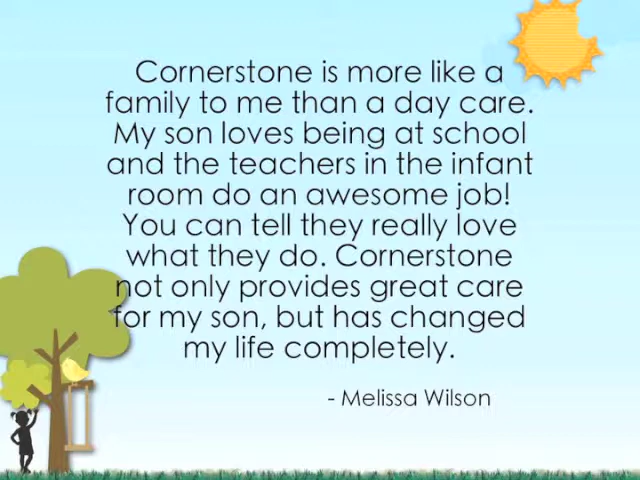 Cornerstone is more like a
family to me than a day care.
My son loves being at school
and the teachers in the infant
room do an awesome job!
You can tell they really love
what they do. Cornerstone
not only provides great care
for my son, but has changed
my life completely.
- Melissa Wilson